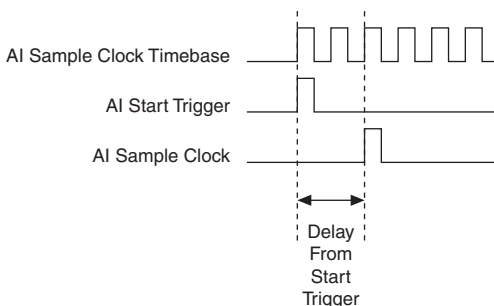 AI Sample Clock Timebase
AI Start Trigger
AI Sample Clock
Delay
From
Start
Trigger